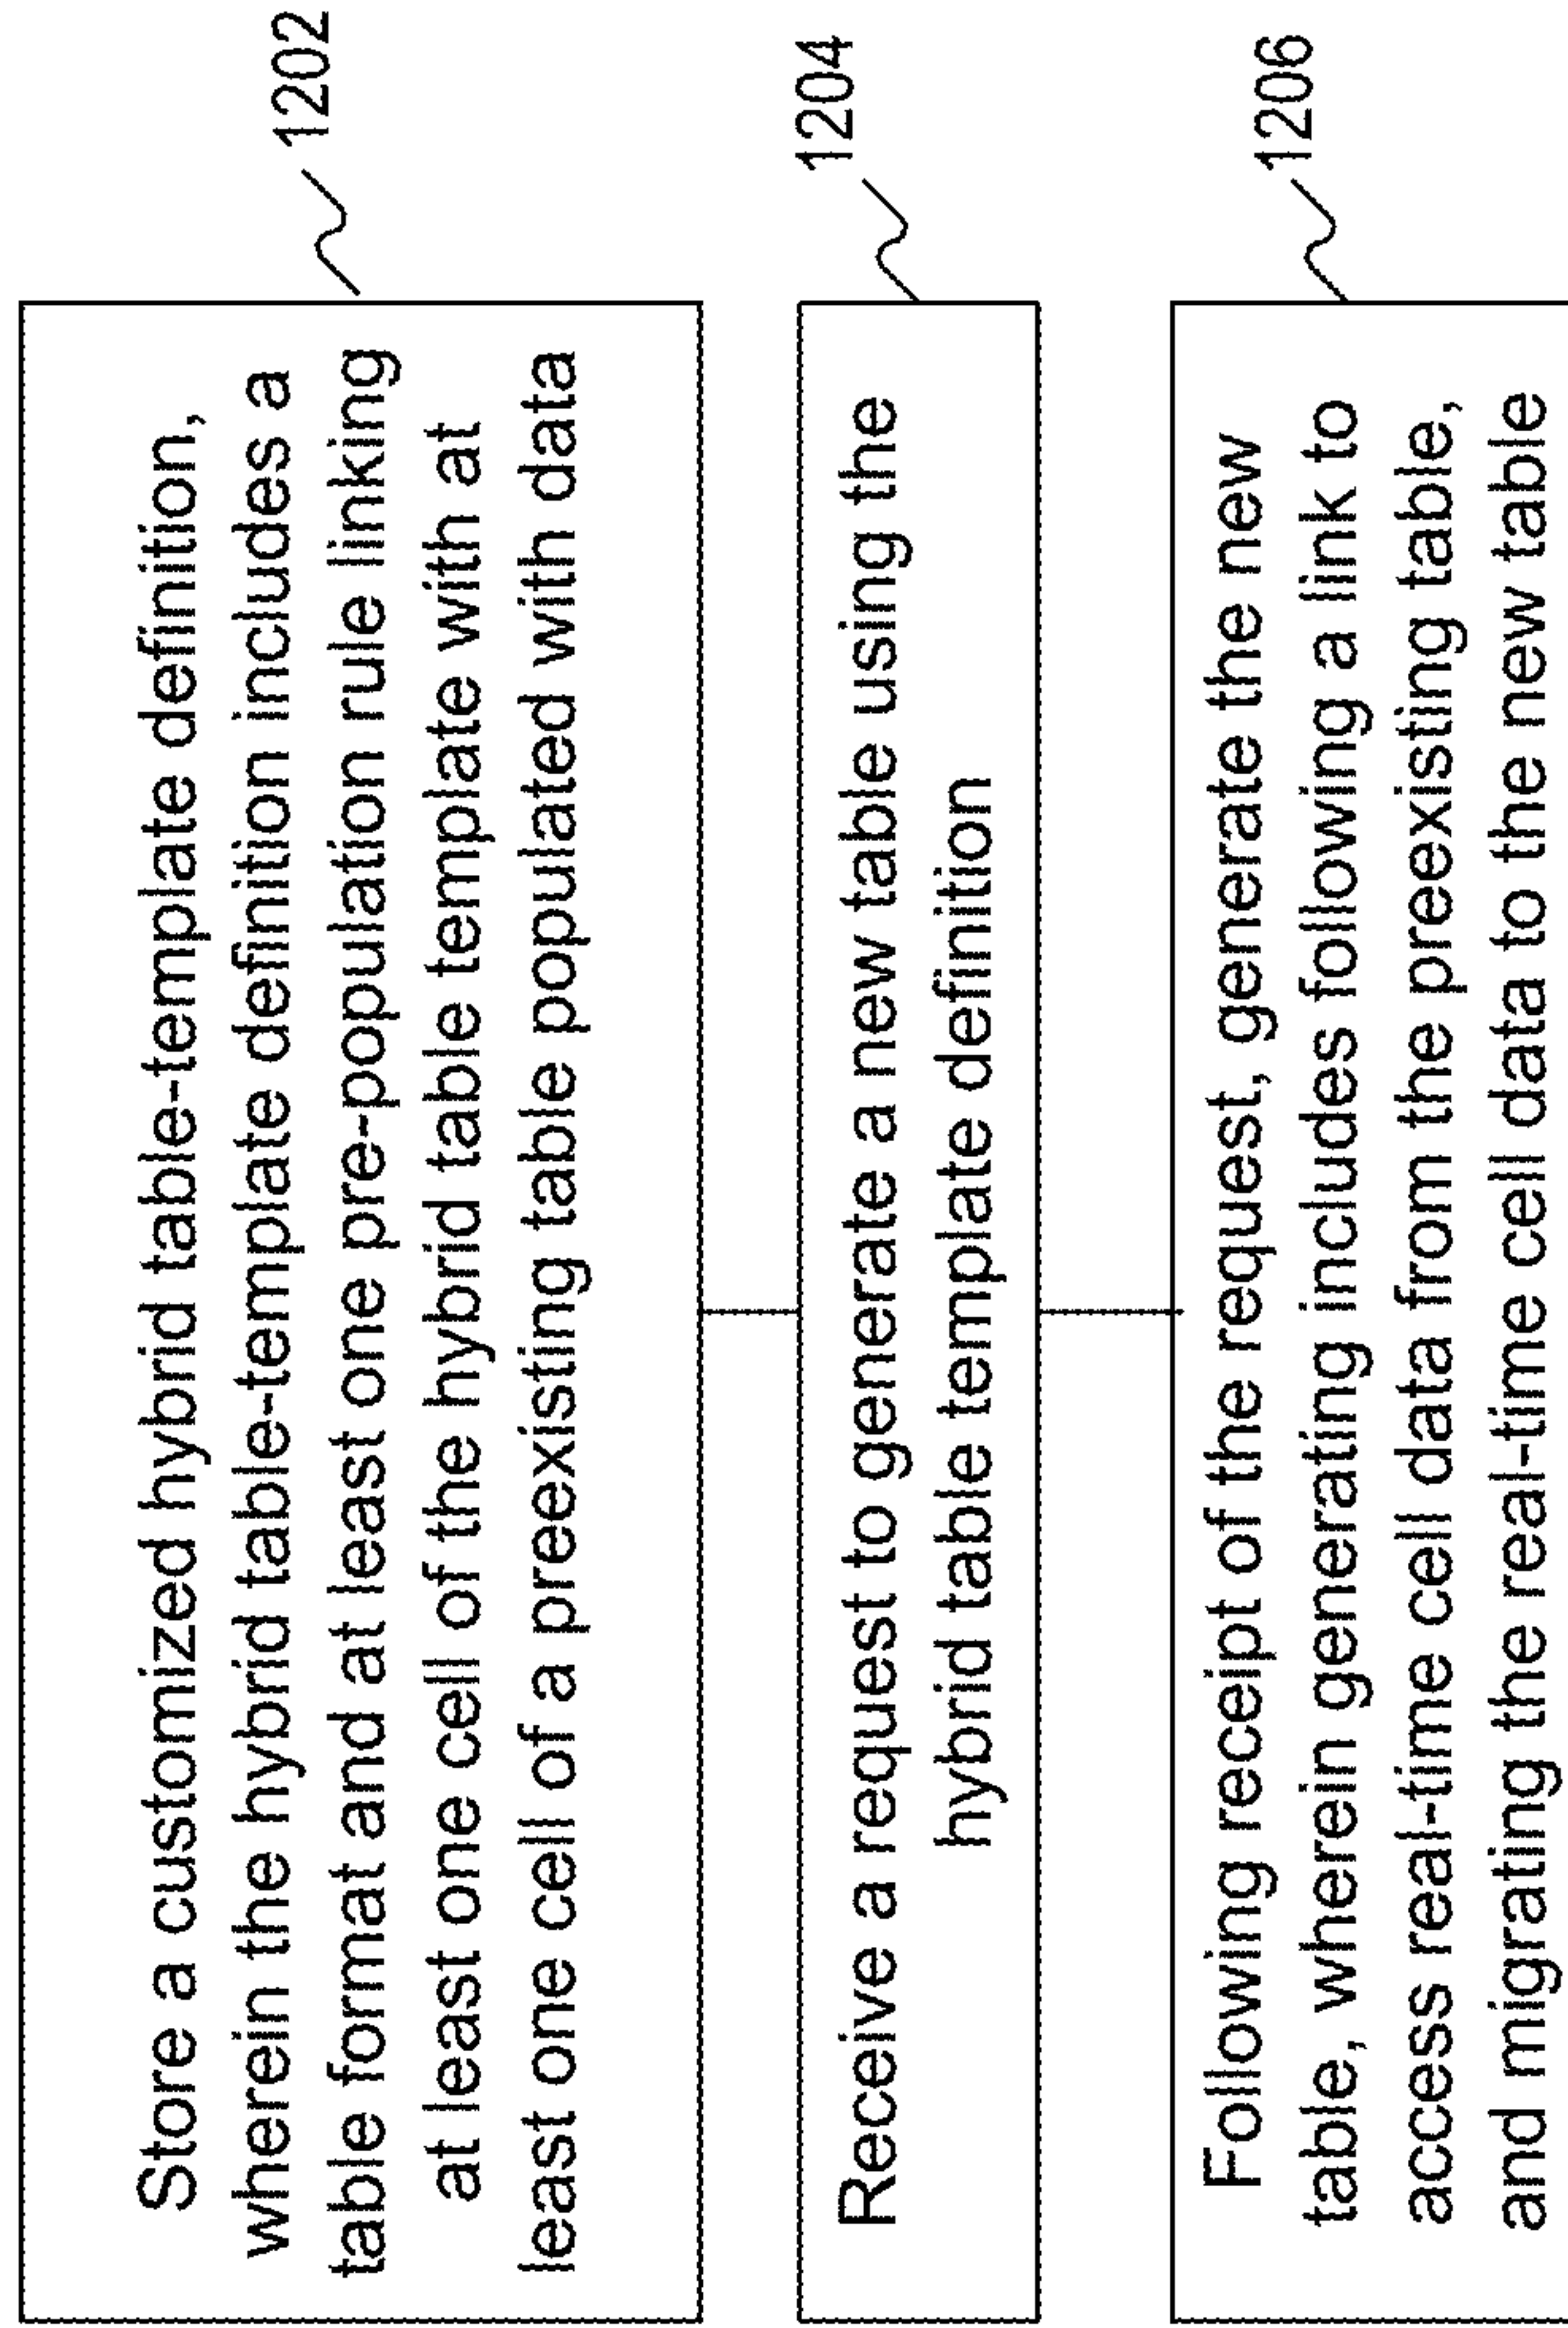 Store a customized hybrid table-template definition,
wherein the hybrid table-template definition includes a
table format and at least one pre-population rule linking
at least one cell of the hybrid table template with at
least one cell of a preexisting table populated with data
1202
Receive a request to generate a new table using the
hybrid table template definition
1204
Following receipt of the request, generate the new
table, wherein generating includes following a link to
access real-time cell data from the preexisting table,
and migrating the real-time cell data to the new table
1206